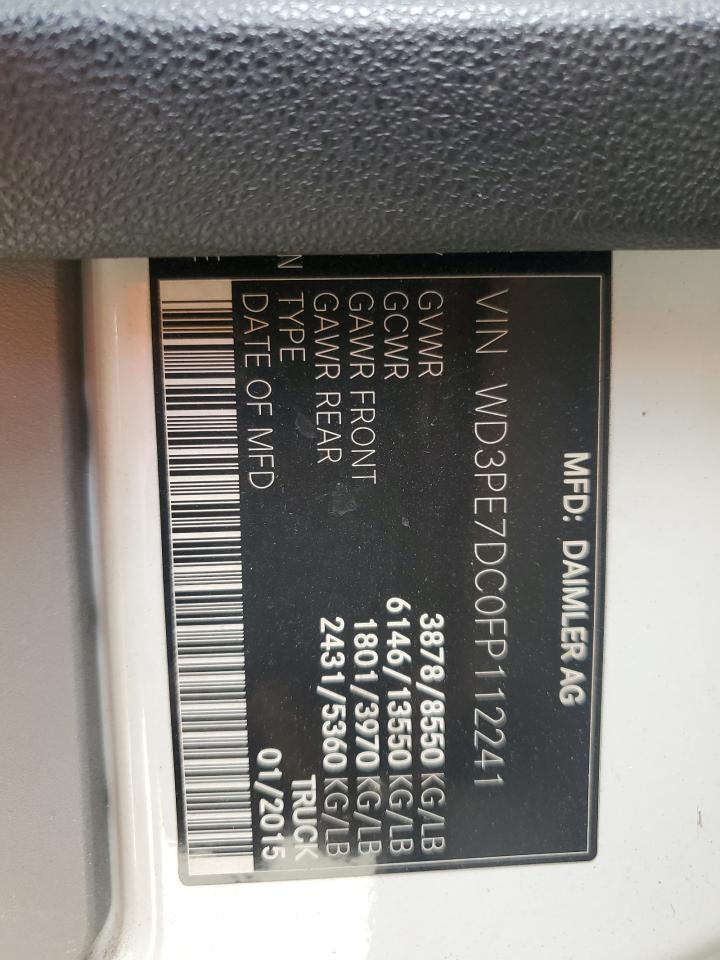 MFD: DAIMLER AG
VIN WD3PE7DC0FP112241
GVWR 3878/8550 KG/LB
GCWR 6146/13550 KG/LB
GAWR FRONT 1801/3970 KG/LB
GAWR REAR 2431/5360 KG/LB
TYPE TRUCK
DATE OF MFD 01/2015